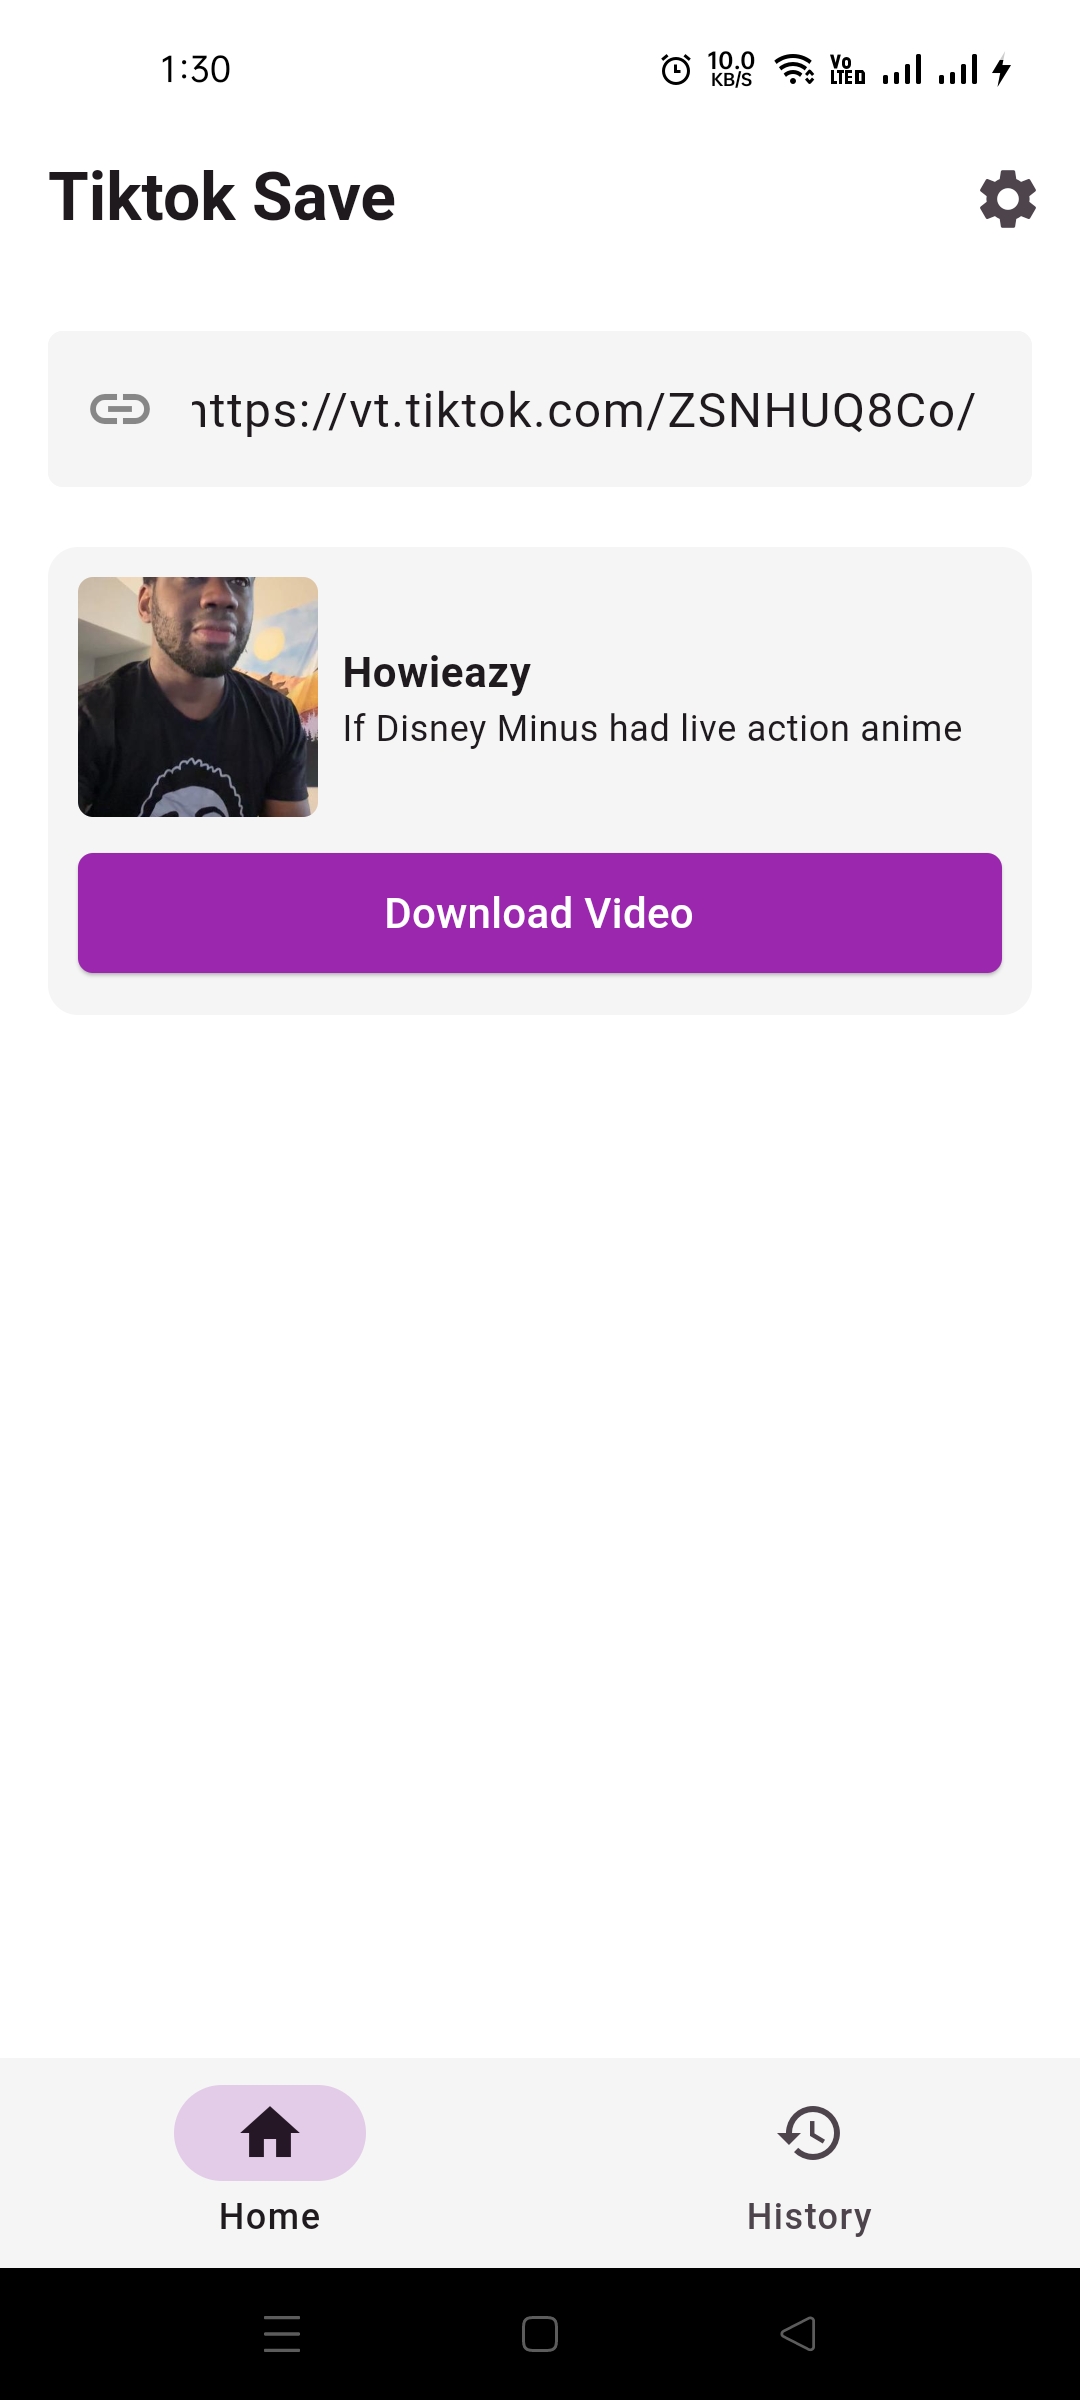 1:30
10.0
KB/S
Vo
LTE
Tiktok Save
https://vt.tiktok.com/ZSNHUQ8Co/
Howieazy
If Disney Minus had live action anime
Download Video
Home
History